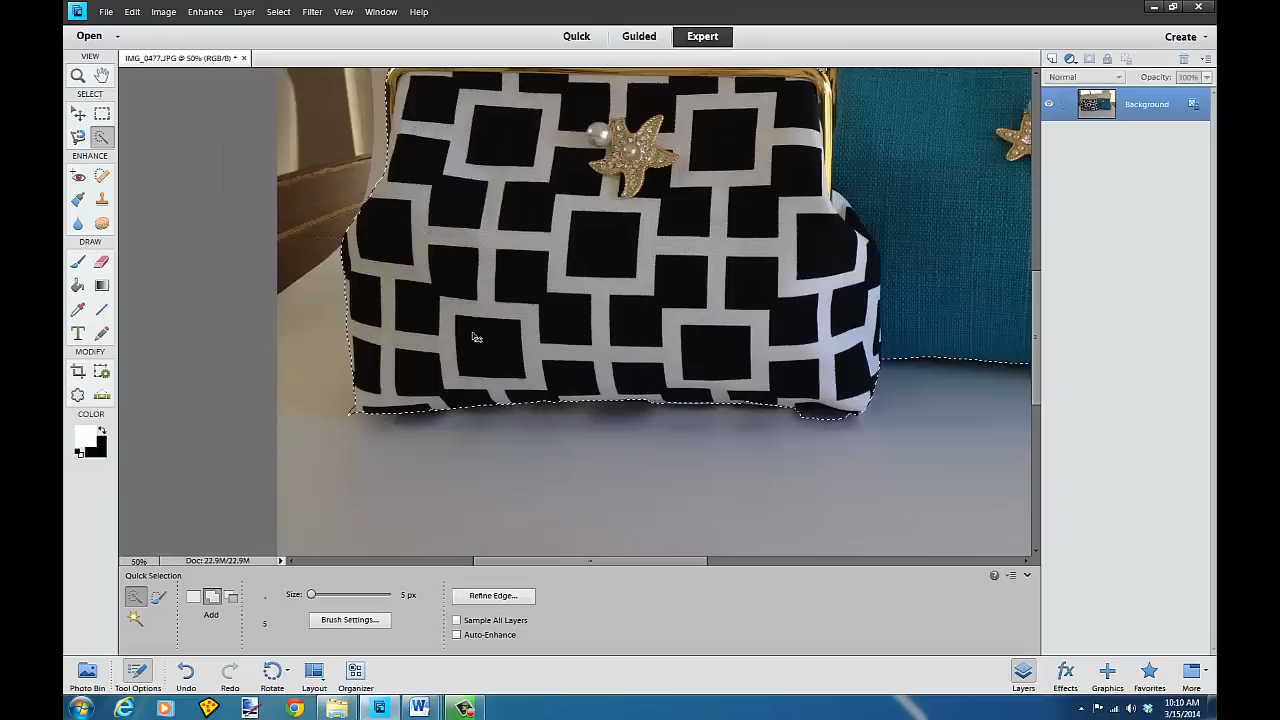 File Edit Image Enhance Layer Select Filter View Window Help
Open Quick Guided Expert Create
VIEW IMG_0477.JPG @ 50% (RGB/8) * ×
Normal Opacity: 100%
SELECT
Background
ENHANCE
DRAW
T
MODIFY
COLOR
50% Doc: 22.9M/22.9M
Quick Selection
Size: 5 px Refine Edge...
Add
5 Brush Settings... Sample All Layers
Auto-Enhance
Photo Bin Tool Options Undo Redo Rotate Layout Organizer Layers Effects Graphics Favorites More
10:10 AM
3/15/2014